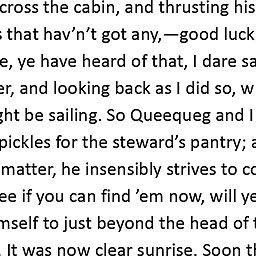 cross the cabin, and thrusting his
s that hav’n’t got any,—good luck
e, ye have heard of that, I dare sa
er, and looking back as I did so, w
ght be sailing. So Queequeg and I
pickles for the steward’s pantry; a
matter, he insensibly strives to co
ee if you can find ’em now, will ye
mself to just beyond the head of t
. It was now clear sunrise. Soon th